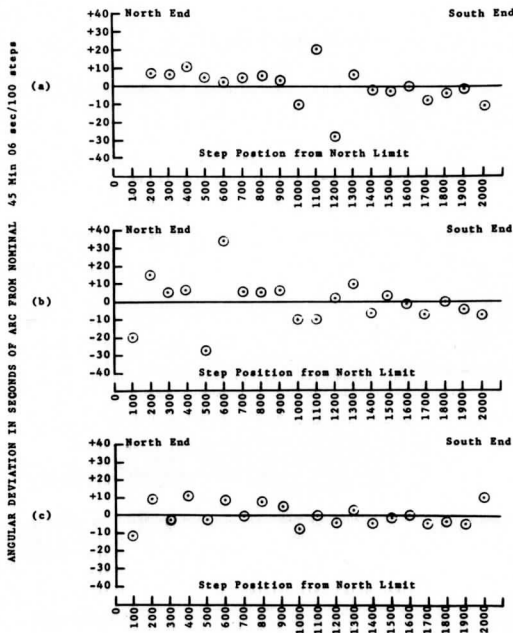 ANGULAR DEVIATION IN SECONDS OF ARC FROM NOMINAL 45 Min 06 sec/100 steps
(a)
North End South End
+40
+30
+20
+10
0
-10
-20
-30
-40
Step Postion from North Limit
0 100 200 300 400 500 600 700 800 900 1000 1100 1200 1300 1400 1500 1600 1700 1800 1900 2000
(b)
North End South End
+40
+30
+20
+10
0
-10
-20
-30
-40
Step Position from North Limit
0 100 200 300 400 500 600 700 800 900 1000 1100 1200 1300 1400 1500 1600 1700 1800 1900 2000
(c)
North End South End
+40
+30
+20
+10
0
-10
-20
-30
-40
Step Position from North Limit
0 100 200 300 400 500 600 700 800 900 1000 1100 1200 1300 1400 1500 1600 1700 1800 1900 2000